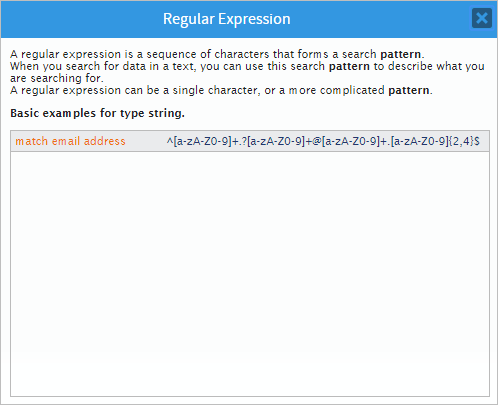 Regular Expression
A regular expression is a sequence of characters that forms a search pattern.
When you search for data in a text, you can use this search pattern to describe what you
are searching for.
A regular expression can be a single character, or a more complicated pattern.
Basic examples for type string.
match email address ^[a-zA-Z0-9]+.?[a-zA-Z0-9]+@[a-zA-Z0-9]+.[a-zA-Z0-9]{2,4}$